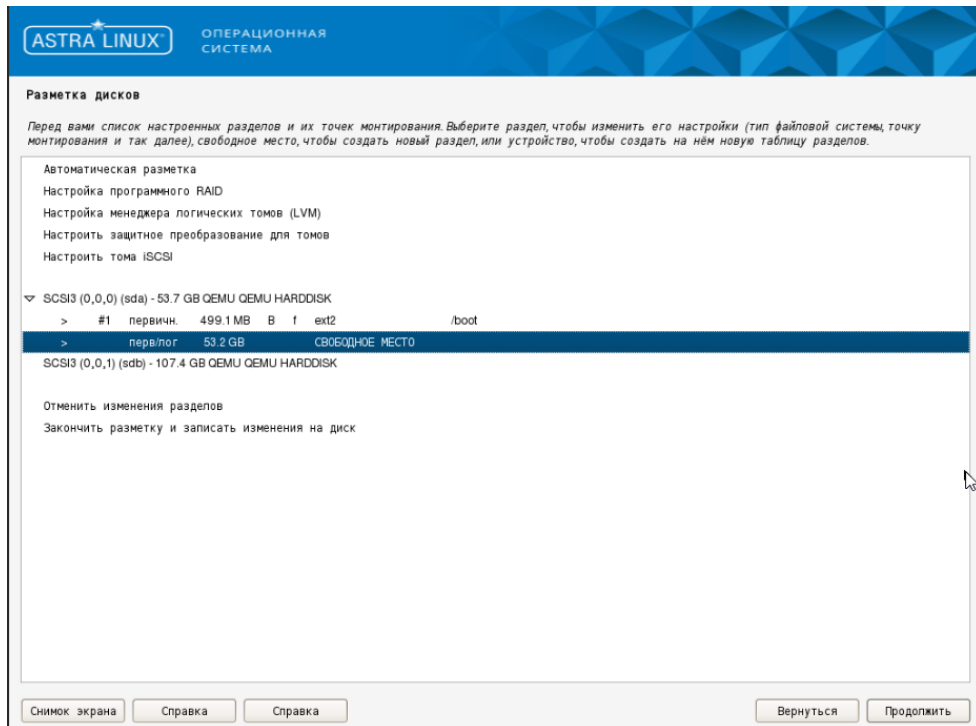 ASTRA LINUX®
ОПЕРАЦИОННАЯ
СИСТЕМА
Разметка дисков
Перед вами список настроенных разделов и их точек монтирования. Выберите раздел, чтобы изменить его настройки (тип файловой системы, точку
монтирования и так далее), свободное место, чтобы создать новый раздел, или устройство, чтобы создать на нём новую таблицу разделов.
Автоматическая разметка
Настройка программного RAID
Настройка менеджера логических томов (LVM)
Настроить защитное преобразование для томов
Настроить тома iSCSI
SCSI3 (0,0,0) (sda) - 53.7 GB QEMU QEMU HARDDISK
> #1 первичн. 499.1 MB B f ext2 /boot
> перв/лог 53.2 GB СВОБОДНОЕ МЕСТО
SCSI3 (0,0,1) (sdb) - 107.4 GB QEMU QEMU HARDDISK
Отменить изменения разделов
Закончить разметку и записать изменения на диск
Снимок экрана Справка Справка Вернуться Продолжить